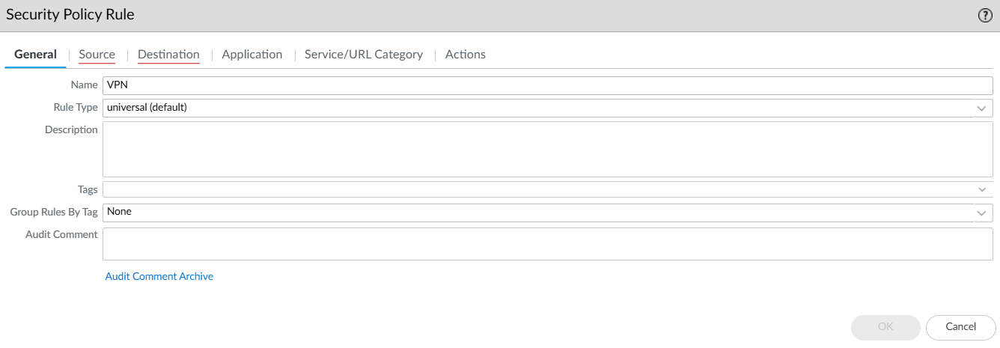 Security Policy Rule
General
Source
Destination
Application
Service/URL Category
Actions
Name VPN
Rule Type universal (default)
Description
Tags
Group Rules By Tag None
Audit Comment
Audit Comment Archive
OK Cancel